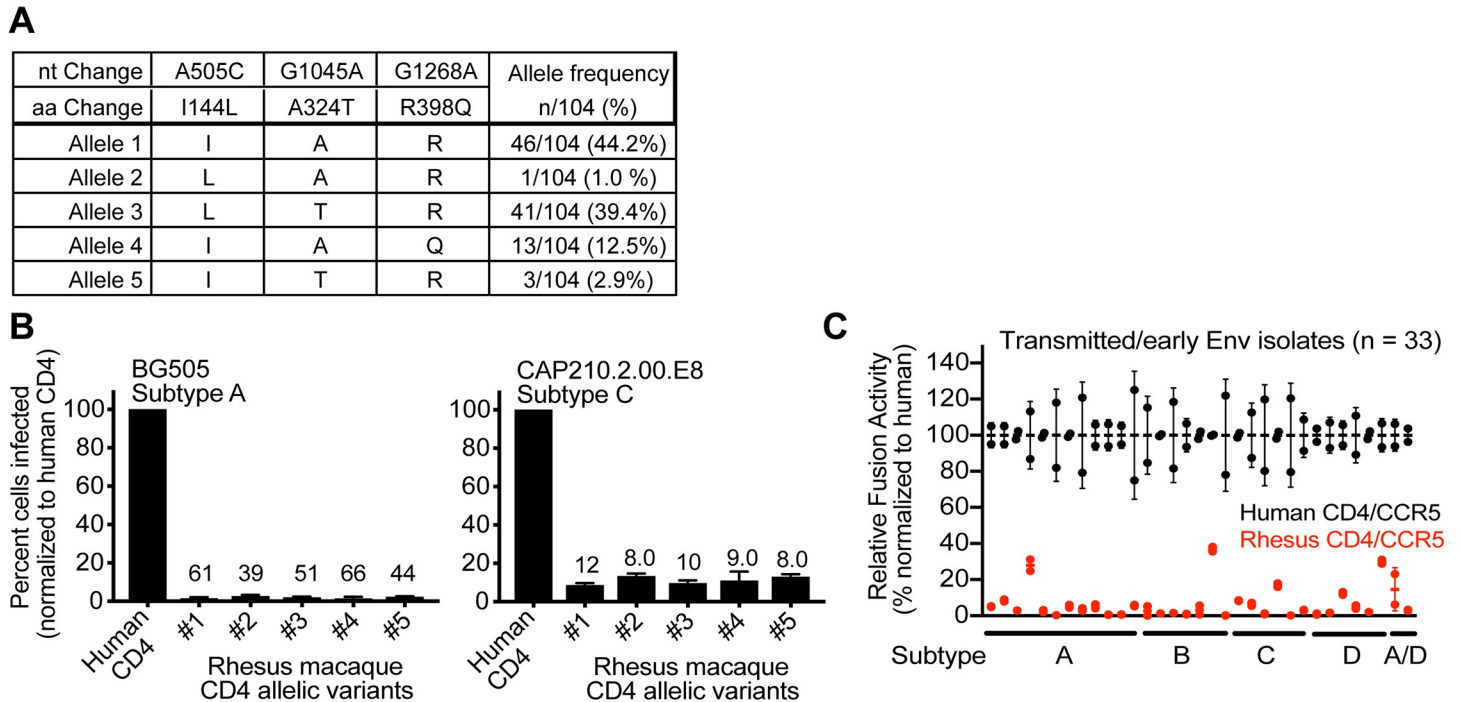 A
nt Change A505C G1045A G1268A Allele frequency
aa Change I144L A324T R398Q n/104 (%)
Allele 1 I A R 46/104 (44.2%)
Allele 2 L A R 1/104 (1.0 %)
Allele 3 L T R 41/104 (39.4%)
Allele 4 I A Q 13/104 (12.5%)
Allele 5 I T R 3/104 (2.9%)
B
Percent cells infected
(normalized to human CD4)
BG505
Subtype A
100
80
60
40
20
0
61 39 51 66 44
Human
CD4
#1 #2 #3 #4 #5
Rhesus macaque
CD4 allelic variants
CAP210.2.00.E8
Subtype C
100
80
60
40
20
0
12 8.0 10 9.0 8.0
Human
CD4
#1 #2 #3 #4 #5
Rhesus macaque
CD4 allelic variants
C
Transmitted/early Env isolates (n = 33)
Relative Fusion Activity
(% normalized to human)
140
120
100
80
60
40
20
0
Human CD4/CCR5
Rhesus CD4/CCR5
Subtype A B C D A/D